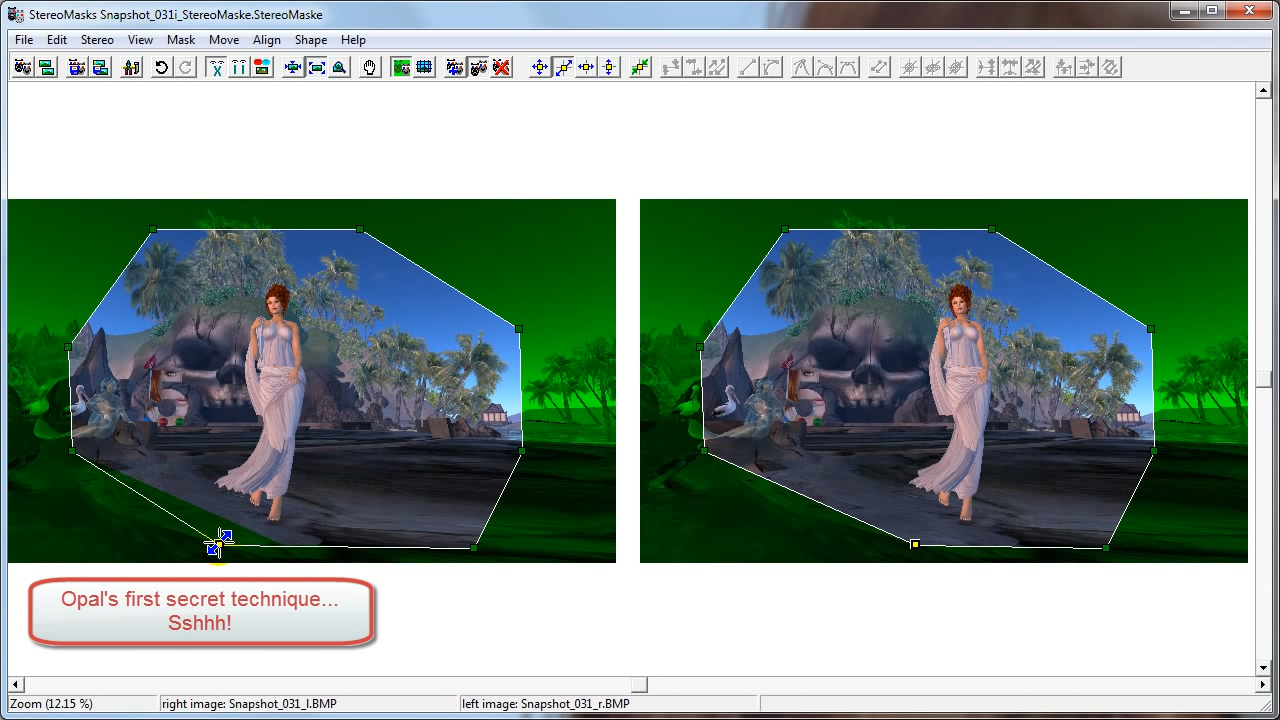 StereoMasks Snapshot_031i_StereoMaske.StereoMaske
File Edit Stereo View Mask Move Align Shape Help
Opal's first secret technique...
Sshhh!
Zoom (12.15 %) right image: Snapshot_031_l.BMP left image: Snapshot_031_r.BMP